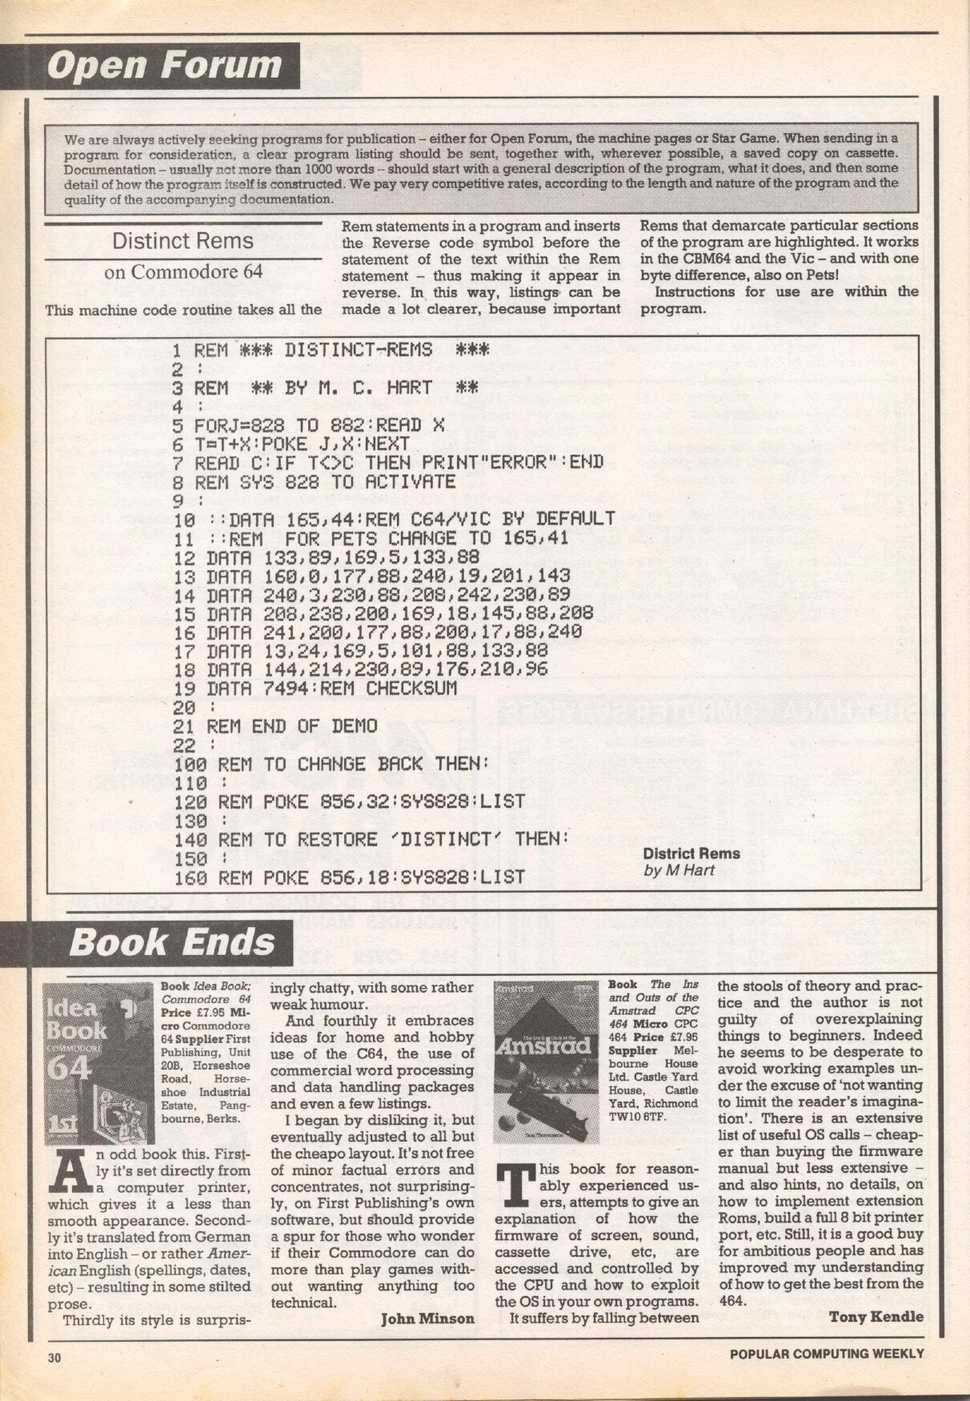 Open Forum
We are always actively seeking programs for publication – either for Open Forum, the machine pages or Star Game. When sending in a
program for consideration, a clear program listing should be sent, together with, wherever possible, a saved copy on cassette.
Documentation – usually not more than 1000 words – should start with a general description of the program, what it does, and then some
detail of how the program itself is constructed. We pay very competitive rates, according to the length and nature of the program and the
quality of the accompanying documentation.
Distinct Rems
on Commodore 64
This machine code routine takes all the
Rem statements in a program and inserts
the Reverse code symbol before the
statement of the text within the Rem
statement – thus making it appear in
reverse. In this way, listings can be
made a lot clearer, because important
Rems that demarcate particular sections
of the program are highlighted. It works
in the CBM64 and the Vic – and with one
byte difference, also on Pets!
Instructions for use are within the
program.
1 REM *** DISTINCT-REMS  ***
2 :
3 REM  ** BY M. C. HART  **
4 :
5 FORJ=828 TO 882:READ X
6 T=T+X:POKE J,X:NEXT
7 READ C:IF T<>C THEN PRINT"ERROR":END
8 REM SYS 828 TO ACTIVATE
9 :
10 ::DATA 165,44:REM C64/VIC BY DEFAULT
11 ::REM  FOR PETS CHANGE TO 165,41
12 DATA 133,89,169,5,133,88
13 DATA 160,0,177,88,240,19,201,143
14 DATA 240,3,230,88,208,242,230,89
15 DATA 208,238,200,169,18,145,88,208
16 DATA 241,200,177,88,200,17,88,240
17 DATA 13,24,169,5,101,88,133,88
18 DATA 144,214,230,89,176,210,96
19 DATA 7494:REM CHECKSUM
20 :
21 REM END OF DEMO
22 :
100 REM TO CHANGE BACK THEN:
110 :
120 REM POKE 856,32:SYS828:LIST
130 :
140 REM TO RESTORE 'DISTINCT' THEN:
150 :
160 REM POKE 856,18:SYS828:LIST
District Rems
by M Hart
Book Ends
Idea
Book
COMMODORE
64
1st
Book Idea Book;
Commodore 64
Price £7.95 Mi-
cro Commodore
64 Supplier First
Publishing, Unit
20B, Horseshoe
Road, Horse-
shoe Industrial
Estate, Pang-
bourne, Berks.
An odd book this. First-
ly it's set directly from
a computer printer,
which gives it a less than
smooth appearance. Second-
ly it's translated from German
into English – or rather Amer-
ican English (spellings, dates,
etc) – resulting in some stilted
prose.
Thirdly its style is surpris-
ingly chatty, with some rather
weak humour.
And fourthly it embraces
ideas for home and hobby
use of the C64, the use of
commercial word processing
and data handling packages
and even a few listings.
I began by disliking it, but
eventually adjusted to all but
the cheapo layout. It's not free
of minor factual errors and
concentrates, not surprising-
ly, on First Publishing's own
software, but should provide
a spur for those who wonder
if their Commodore can do
more than play games with-
out wanting anything too
technical.
John Minson
Amstrad
Book The Ins
and Outs of the
Amstrad CPC
464 Micro CPC
464 Price £7.95
Supplier Mel-
bourne House
Ltd. Castle Yard
House, Castle
Yard, Richmond
TW10 6TF.
This book for reason-
ably experienced us-
ers, attempts to give an
explanation of how the
firmware of screen, sound,
cassette drive, etc, are
accessed and controlled by
the CPU and how to exploit
the OS in your own programs.
It suffers by falling between
the stools of theory and prac-
tice and the author is not
guilty of overexplaining
things to beginners. Indeed
he seems to be desperate to
avoid working examples un-
der the excuse of 'not wanting
to limit the reader's imagina-
tion'. There is an extensive
list of useful OS calls – cheap-
er than buying the firmware
manual but less extensive –
and also hints, no details, on
how to implement extension
Roms, build a full 8 bit printer
port, etc. Still, it is a good buy
for ambitious people and has
improved my understanding
of how to get the best from the
464.
Tony Kendle
30
POPULAR COMPUTING WEEKLY